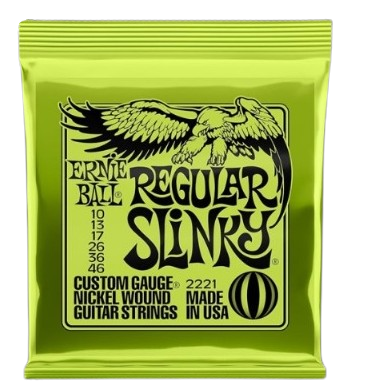 ERNIE BALL®
REGULAR
SLINKY®
10
13
17
26
36
46
CUSTOM GAUGE®
NICKEL WOUND
GUITAR STRINGS
2221
MADE
IN USA